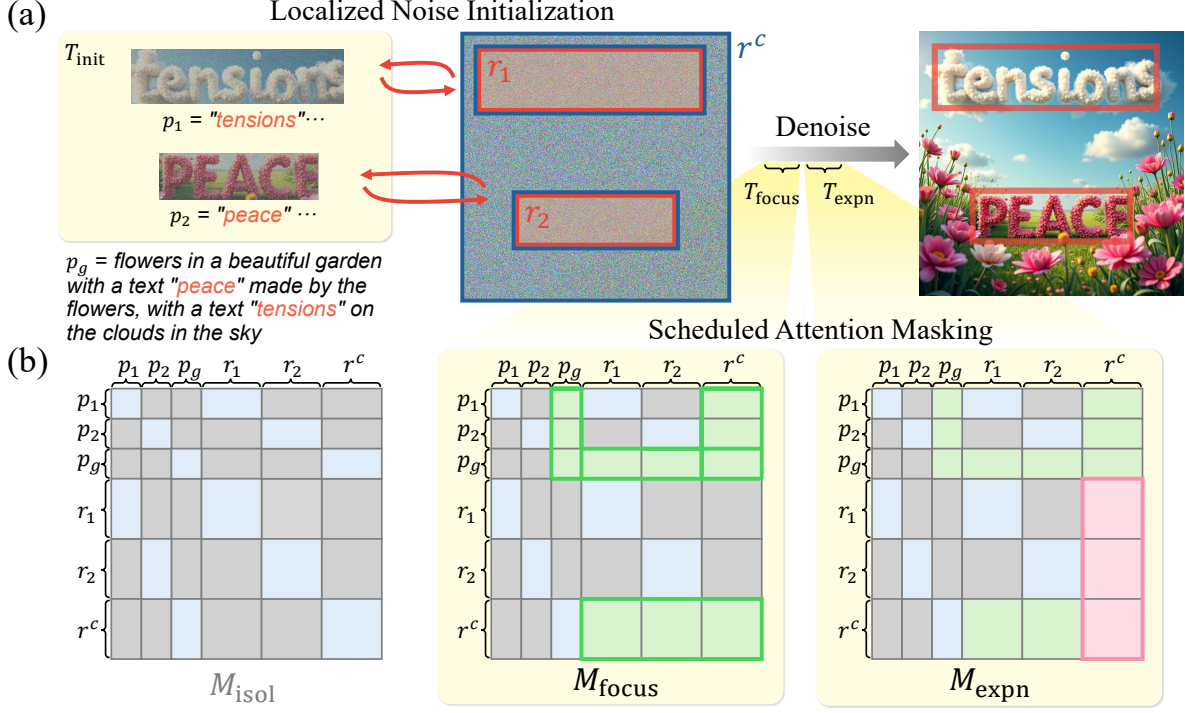 (a)
Localized Noise Initialization
T_init
tensions
p_1 = "tensions"⋯
PEACE
p_2 = "peace" ⋯
p_g = flowers in a beautiful garden
with a text "peace" made by the
flowers, with a text "tensions" on
the clouds in the sky
r_1
r_2
r^c
Denoise
T_focus
T_expn
tensions
PEACE
Scheduled Attention Masking
(b)
p_1 p_2 p_g r_1 r_2 r^c
p_1
p_2
p_g
r_1
r_2
r^c
M_isol
p_1 p_2 p_g r_1 r_2 r^c
p_1
p_2
p_g
r_1
r_2
r^c
M_focus
p_1 p_2 p_g r_1 r_2 r^c
p_1
p_2
p_g
r_1
r_2
r^c
M_expn